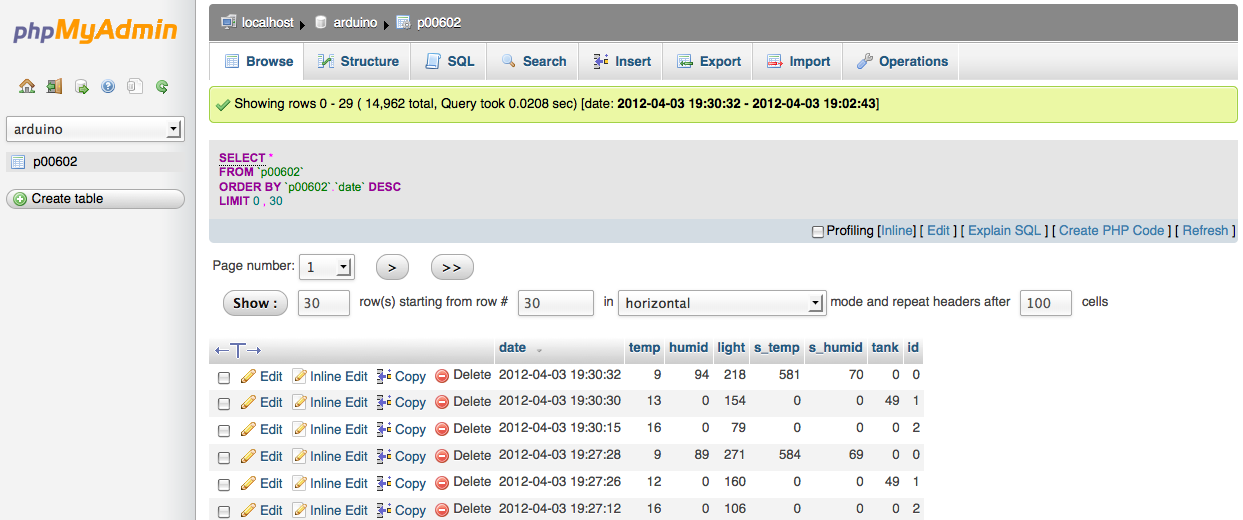 phpMyAdmin
arduino
p00602
Create table
localhost arduino p00602
Browse Structure SQL Search Insert Export Import Operations
Showing rows 0 - 29 ( 14,962 total, Query took 0.0208 sec) [date: 2012-04-03 19:30:32 - 2012-04-03 19:02:43]
SELECT *
FROM `p00602`
ORDER BY `p00602`.`date` DESC
LIMIT 0 , 30
Profiling [Inline] [ Edit ] [ Explain SQL ] [ Create PHP Code ] [ Refresh ]
Page number: 1 > >>
Show : 30 row(s) starting from row # 30 in horizontal mode and repeat headers after 100 cells
←T→ date temp humid light s_temp s_humid tank id
Edit Inline Edit Copy Delete 2012-04-03 19:30:32 9 94 218 581 70 0 0
Edit Inline Edit Copy Delete 2012-04-03 19:30:30 13 0 154 0 0 49 1
Edit Inline Edit Copy Delete 2012-04-03 19:30:15 16 0 79 0 0 0 2
Edit Inline Edit Copy Delete 2012-04-03 19:27:28 9 89 271 584 69 0 0
Edit Inline Edit Copy Delete 2012-04-03 19:27:26 12 0 160 0 0 49 1
Edit Inline Edit Copy Delete 2012-04-03 19:27:12 16 0 106 0 0 0 2